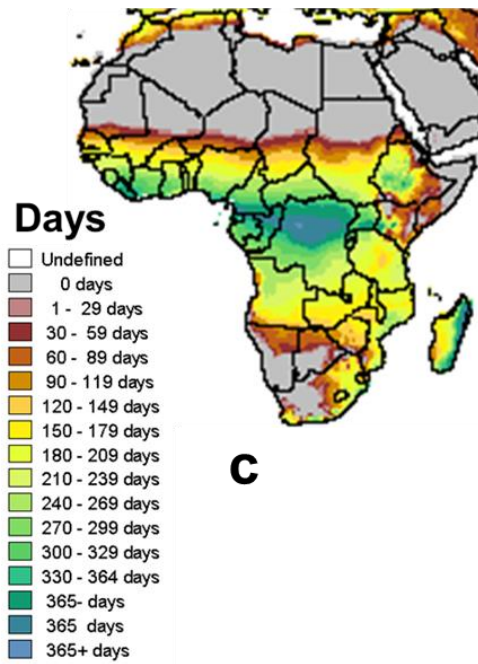 Days
Undefined
0 days
1 - 29 days
30 - 59 days
60 - 89 days
90 - 119 days
120 - 149 days
150 - 179 days
180 - 209 days
210 - 239 days
240 - 269 days
270 - 299 days
300 - 329 days
330 - 364 days
365- days
365 days
365+ days
C